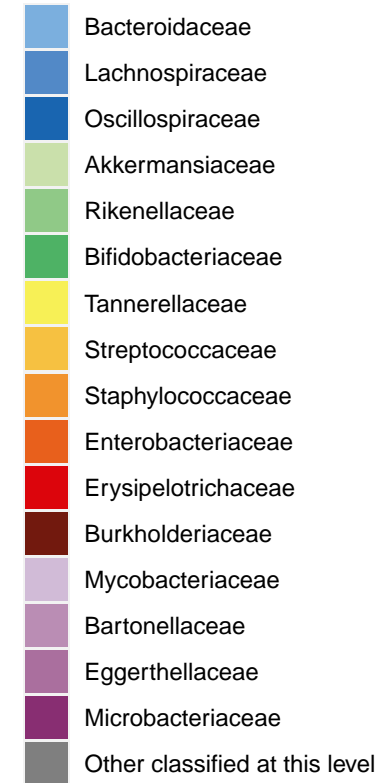 Bacteroidaceae
Lachnospiraceae
Oscillospiraceae
Akkermansiaceae
Rikenellaceae
Bifidobacteriaceae
Tannerellaceae
Streptococcaceae
Staphylococcaceae
Enterobacteriaceae
Erysipelotrichaceae
Burkholderiaceae
Mycobacteriaceae
Bartonellaceae
Eggerthellaceae
Microbacteriaceae
Other classified at this level